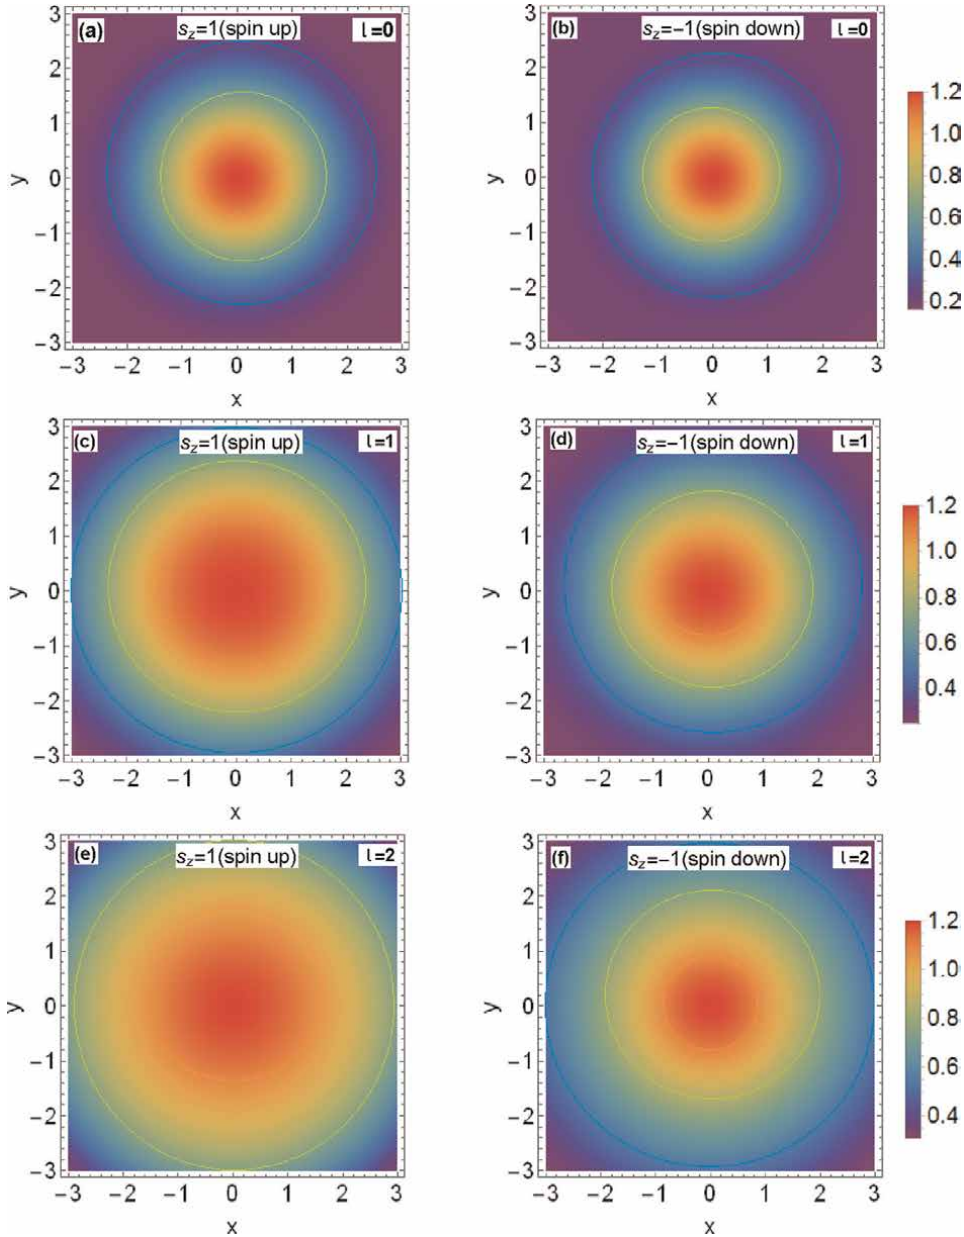 (a) s_z=1(spin up) l=0
(b) s_z=−1(spin down) l=0
3
2
1
0
−1
−2
−3
y
−3 −2 −1 0 1 2 3
x
3
2
1
0
−1
−2
−3
y
−3 −2 −1 0 1 2 3
x
1.2
1.0
0.8
0.6
0.4
0.2
(c) s_z=1(spin up) l=1
(d) s_z=−1(spin down) l=1
3
2
1
0
−1
−2
−3
y
−3 −2 −1 0 1 2 3
x
3
2
1
0
−1
−2
−3
y
−3 −2 −1 0 1 2 3
x
1.2
1.0
0.8
0.6
0.4
(e) s_z=1(spin up) l=2
(f) s_z=−1(spin down) l=2
3
2
1
0
−1
−2
−3
y
−3 −2 −1 0 1 2 3
x
3
2
1
0
−1
−2
−3
y
−3 −2 −1 0 1 2 3
x
1.2
1.0
0.8
0.6
0.4